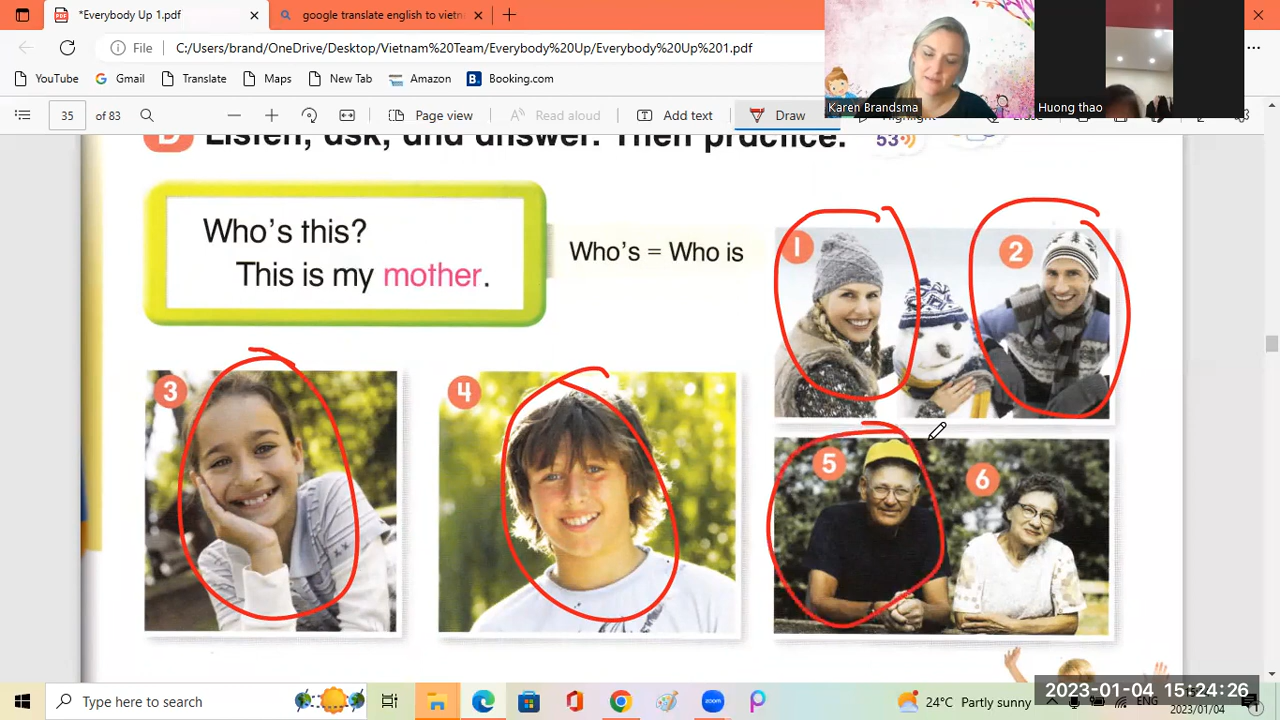 *Everybody Up 1.pdf
google translate english to vietn
File
C:/Users/brand/OneDrive/Desktop/Vietnam%20Team/Everybody%20Up/Everybody%20Up%201.pdf
YouTube
Gmail
Translate
Maps
New Tab
Amazon
B
Booking.com
Karen Brandsma
Huong thao
35
of 83
Page view
Read aloud
Add text
Draw
Listen, ask, and answer. Then practice.
53
Who's this?
This is my mother.
Who's = Who is
1
2
3
4
5
6
Type here to search
zoom
24°C Partly sunny
ENG
2023-01-04 15:24:26
2023/01/04